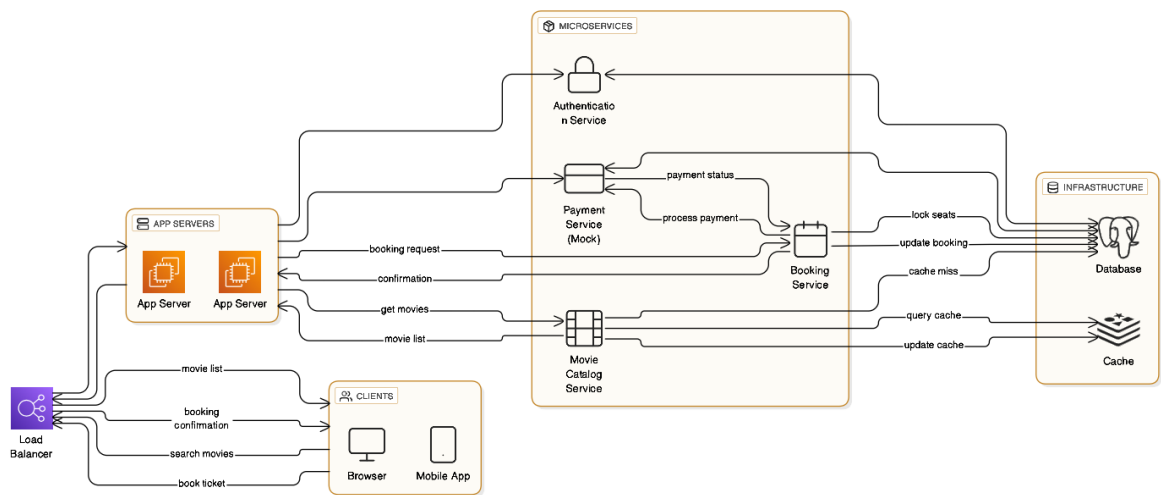 MICROSERVICES
Authenticatio
n Service
payment status
Payment
Service
(Mock)
process payment
INFRASTRUCTURE
APP SERVERS
lock seats
booking request
update booking
Booking
Service
Database
confirmation
cache miss
App Server
App Server
get movies
query cache
movie list
update cache
Movie
Catalog
Service
Cache
movie list
CLIENTS
booking
confirmation
Load
Balancer
search movies
Browser
Mobile App
book ticket